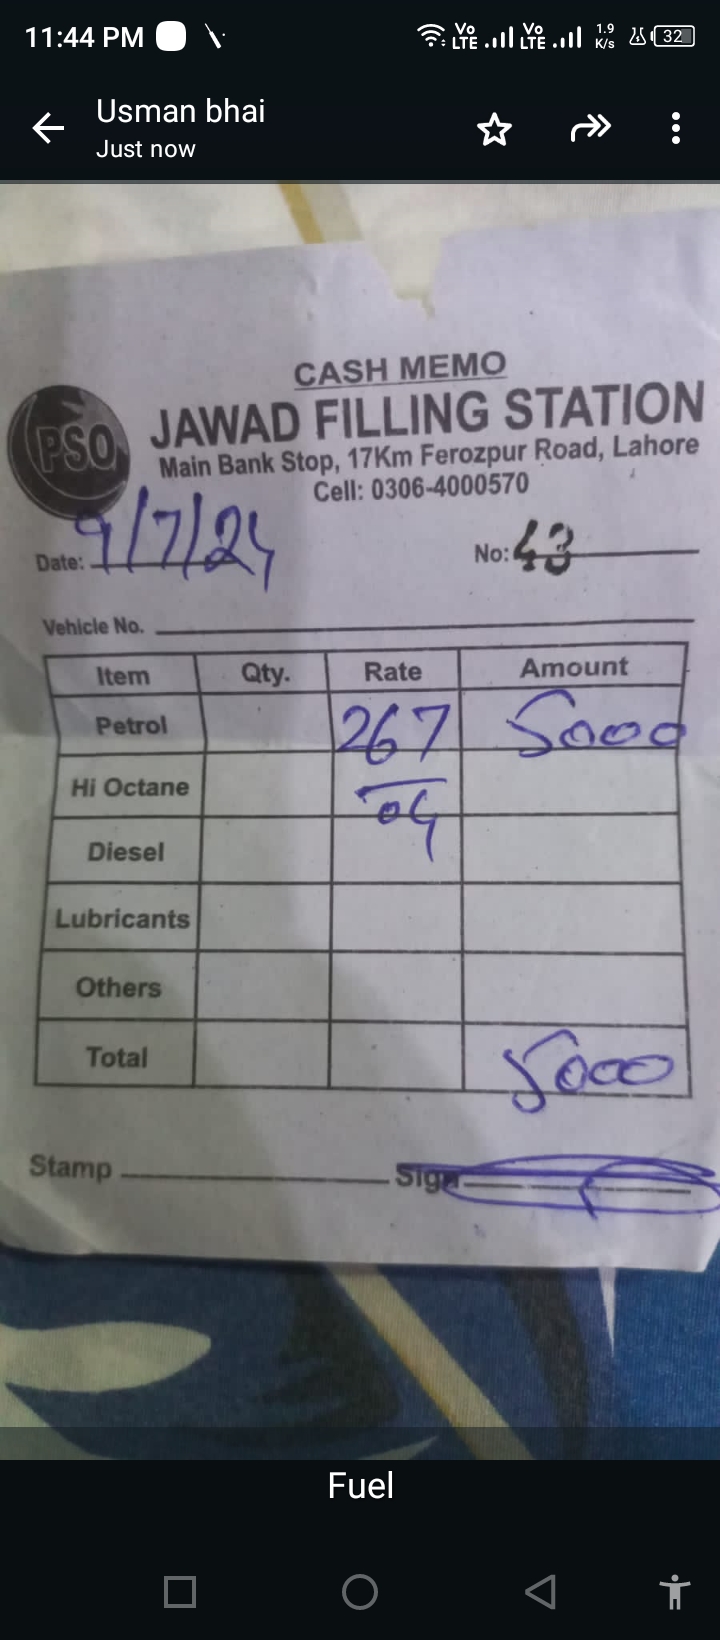 11:44 PM Vo LTE Vo LTE 1.9 K/s 32
Usman bhai
Just now
CASH MEMO
PSO
JAWAD FILLING STATION
Main Bank Stop, 17Km Ferozpur Road, Lahore
Cell: 0306-4000570
Date: 9/7/24 No: 43
Vehicle No.
Item Qty. Rate Amount
Petrol 267 5000
Hi Octane 04
Diesel
Lubricants
Others
Total 5000
Stamp Sign
Fuel